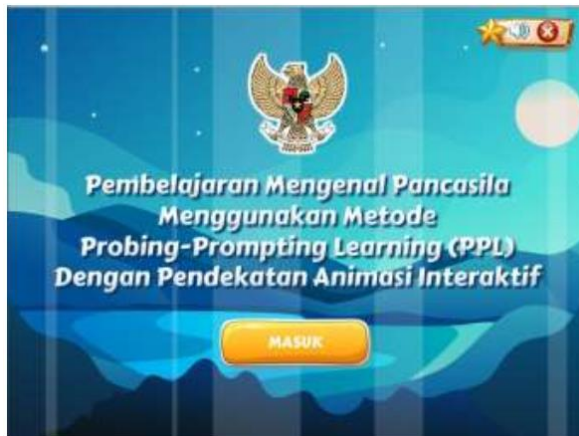 Pembelajaran Mengenal Pancasila
Menggunakan Metode
Probing-Prompting Learning (PPL)
Dengan Pendekatan Animasi Interaktif
MASUK